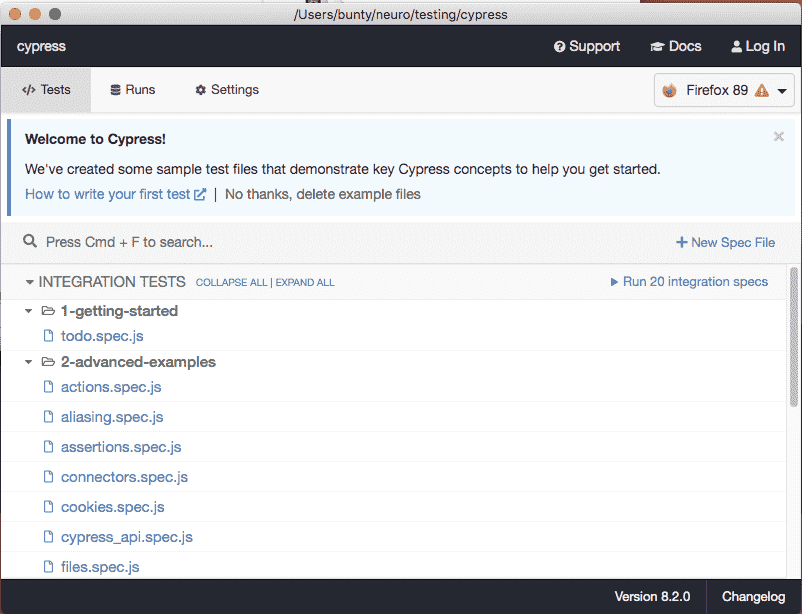 /Users/bunty/neuro/testing/cypress
cypress Support Docs Log In
Tests Runs Settings Firefox 89
Welcome to Cypress!
We've created some sample test files that demonstrate key Cypress concepts to help you get started.
How to write your first test | No thanks, delete example files
Press Cmd + F to search... New Spec File
INTEGRATION TESTS COLLAPSE ALL | EXPAND ALL Run 20 integration specs
1-getting-started
todo.spec.js
2-advanced-examples
actions.spec.js
aliasing.spec.js
assertions.spec.js
connectors.spec.js
cookies.spec.js
cypress_api.spec.js
files.spec.js
Version 8.2.0 Changelog